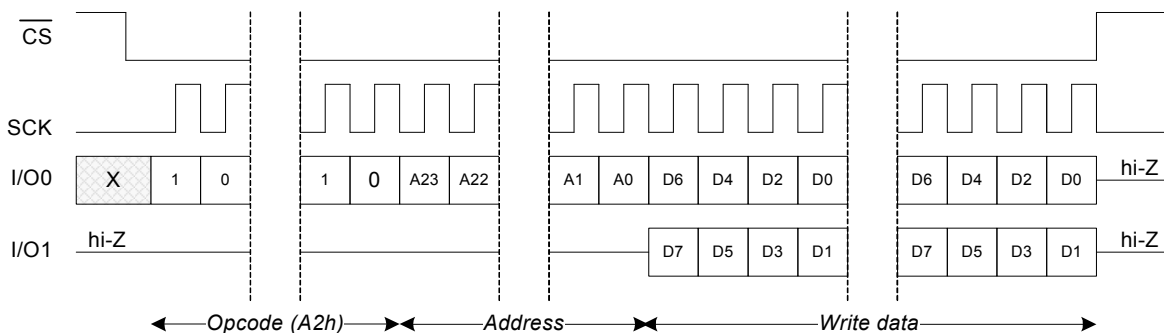 CS
SCK
I/O0 X 1 0 1 0 A23 A22 A1 A0 D6 D4 D2 D0 D6 D4 D2 D0 hi-Z
I/O1 hi-Z D7 D5 D3 D1 D7 D5 D3 D1 hi-Z
Opcode (A2h) Address Write data